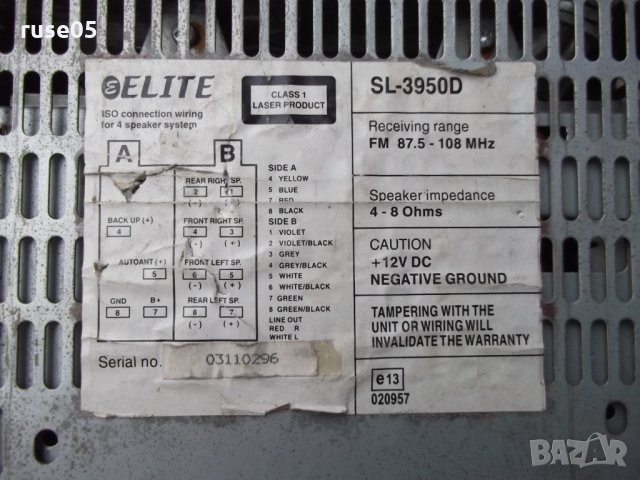 ruse05
ELITE
ISO connection wiring
for 4 speaker system
CLASS 1
LASER PRODUCT
A
B
REAR RIGHT SP.
2 1
(-) (+)
BACK UP (+)
4
FRONT RIGHT SP.
4 3
(-) (+)
AUTOANT (+)
5
FRONT LEFT SP.
6 5
(-) (+)
GND B+
8 7
REAR LEFT SP.
8 7
(-) (+)
SIDE A
4 YELLOW
5 BLUE
7 RED
8 BLACK
SIDE B
1 VIOLET
2 VIOLET/BLACK
3 GREY
4 GREY/BLACK
5 WHITE
6 WHITE/BLACK
7 GREEN
8 GREEN/BLACK
LINE OUT
RED R
WHITE L
Serial no. 03110296
SL-3950D
Receiving range
FM 87.5 - 108 MHz
Speaker impedance
4 - 8 Ohms
CAUTION
+12V DC
NEGATIVE GROUND
TAMPERING WITH THE
UNIT OR WIRING WILL
INVALIDATE THE WARRANTY
e13
020957
BAZAR